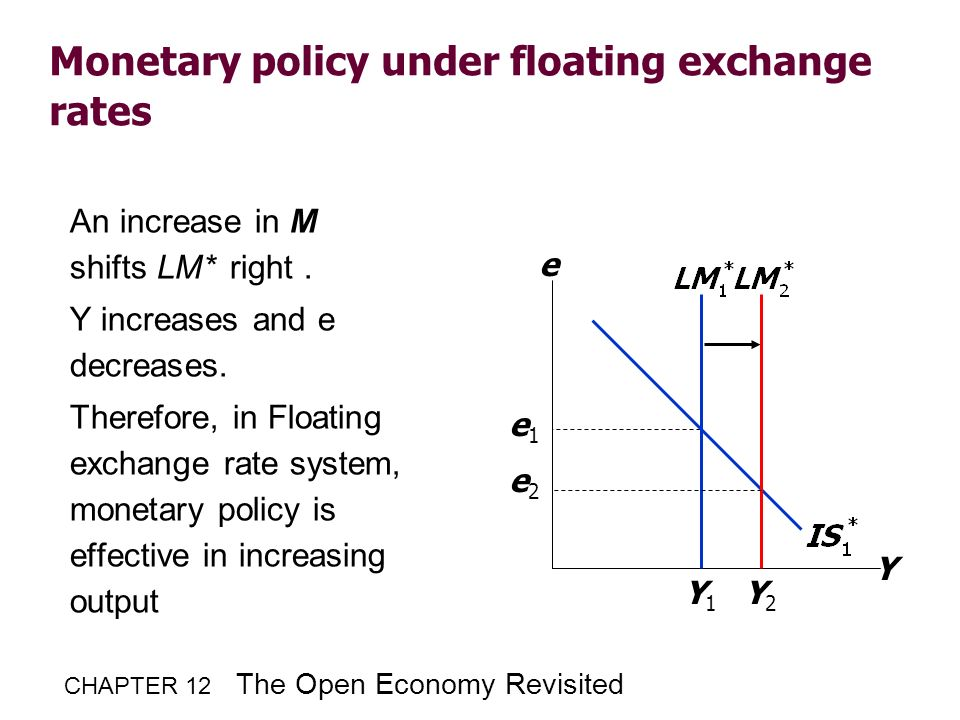 Monetary policy under floating exchange
rates
An increase in M
shifts LM* right .
Y increases and e
decreases.
Therefore, in Floating
exchange rate system,
monetary policy is
effective in increasing
output
e
LM₁*LM₂*
e₁
e₂
IS₁*
Y
Y₁ Y₂
CHAPTER 12 The Open Economy Revisited